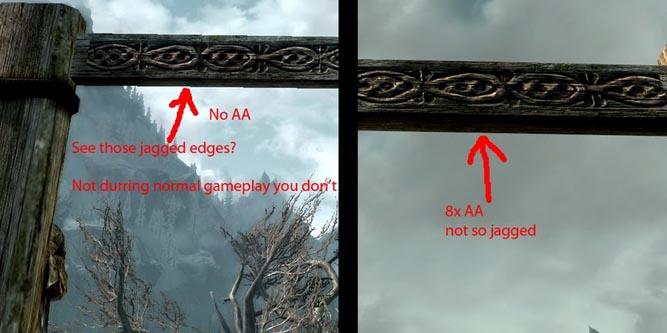 No AA
See those jagged edges?
Not durring normal gameplay you don't
8x AA
not so jagged